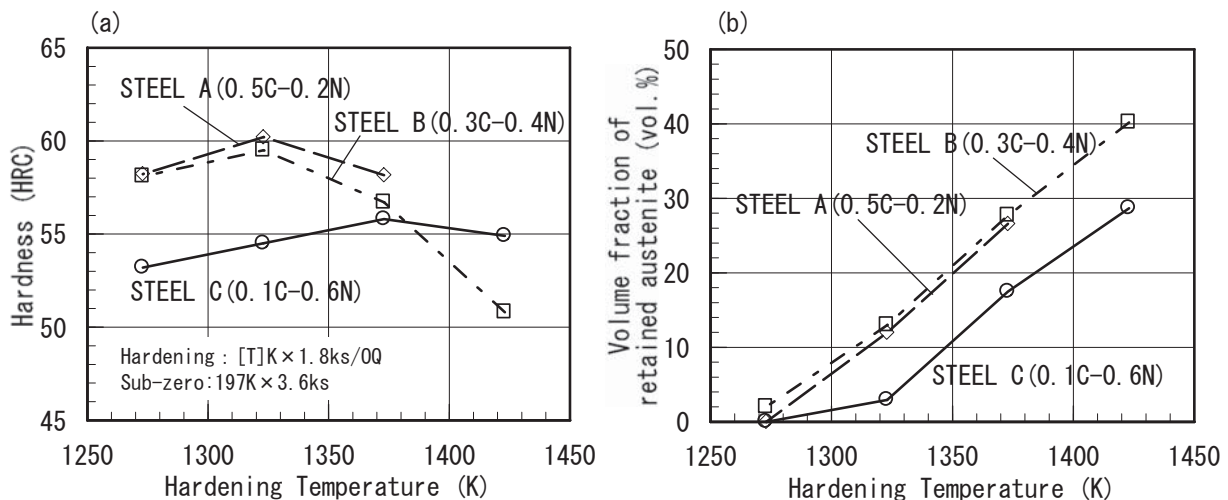 (a)
65
60
55
50
45
Hardness (HRC)
STEEL A(0.5C-0.2N)
STEEL B(0.3C-0.4N)
STEEL C(0.1C-0.6N)
Hardening : [T]K×1.8ks/OQ
Sub-zero:197K×3.6ks
1250 1300 1350 1400 1450
Hardening Temperature (K)
(b)
50
40
30
20
10
0
Volume fraction of
retained austenite (vol.%)
STEEL B(0.3C-0.4N)
STEEL A(0.5C-0.2N)
STEEL C(0.1C-0.6N)
1250 1300 1350 1400 1450
Hardening Temperature (K)